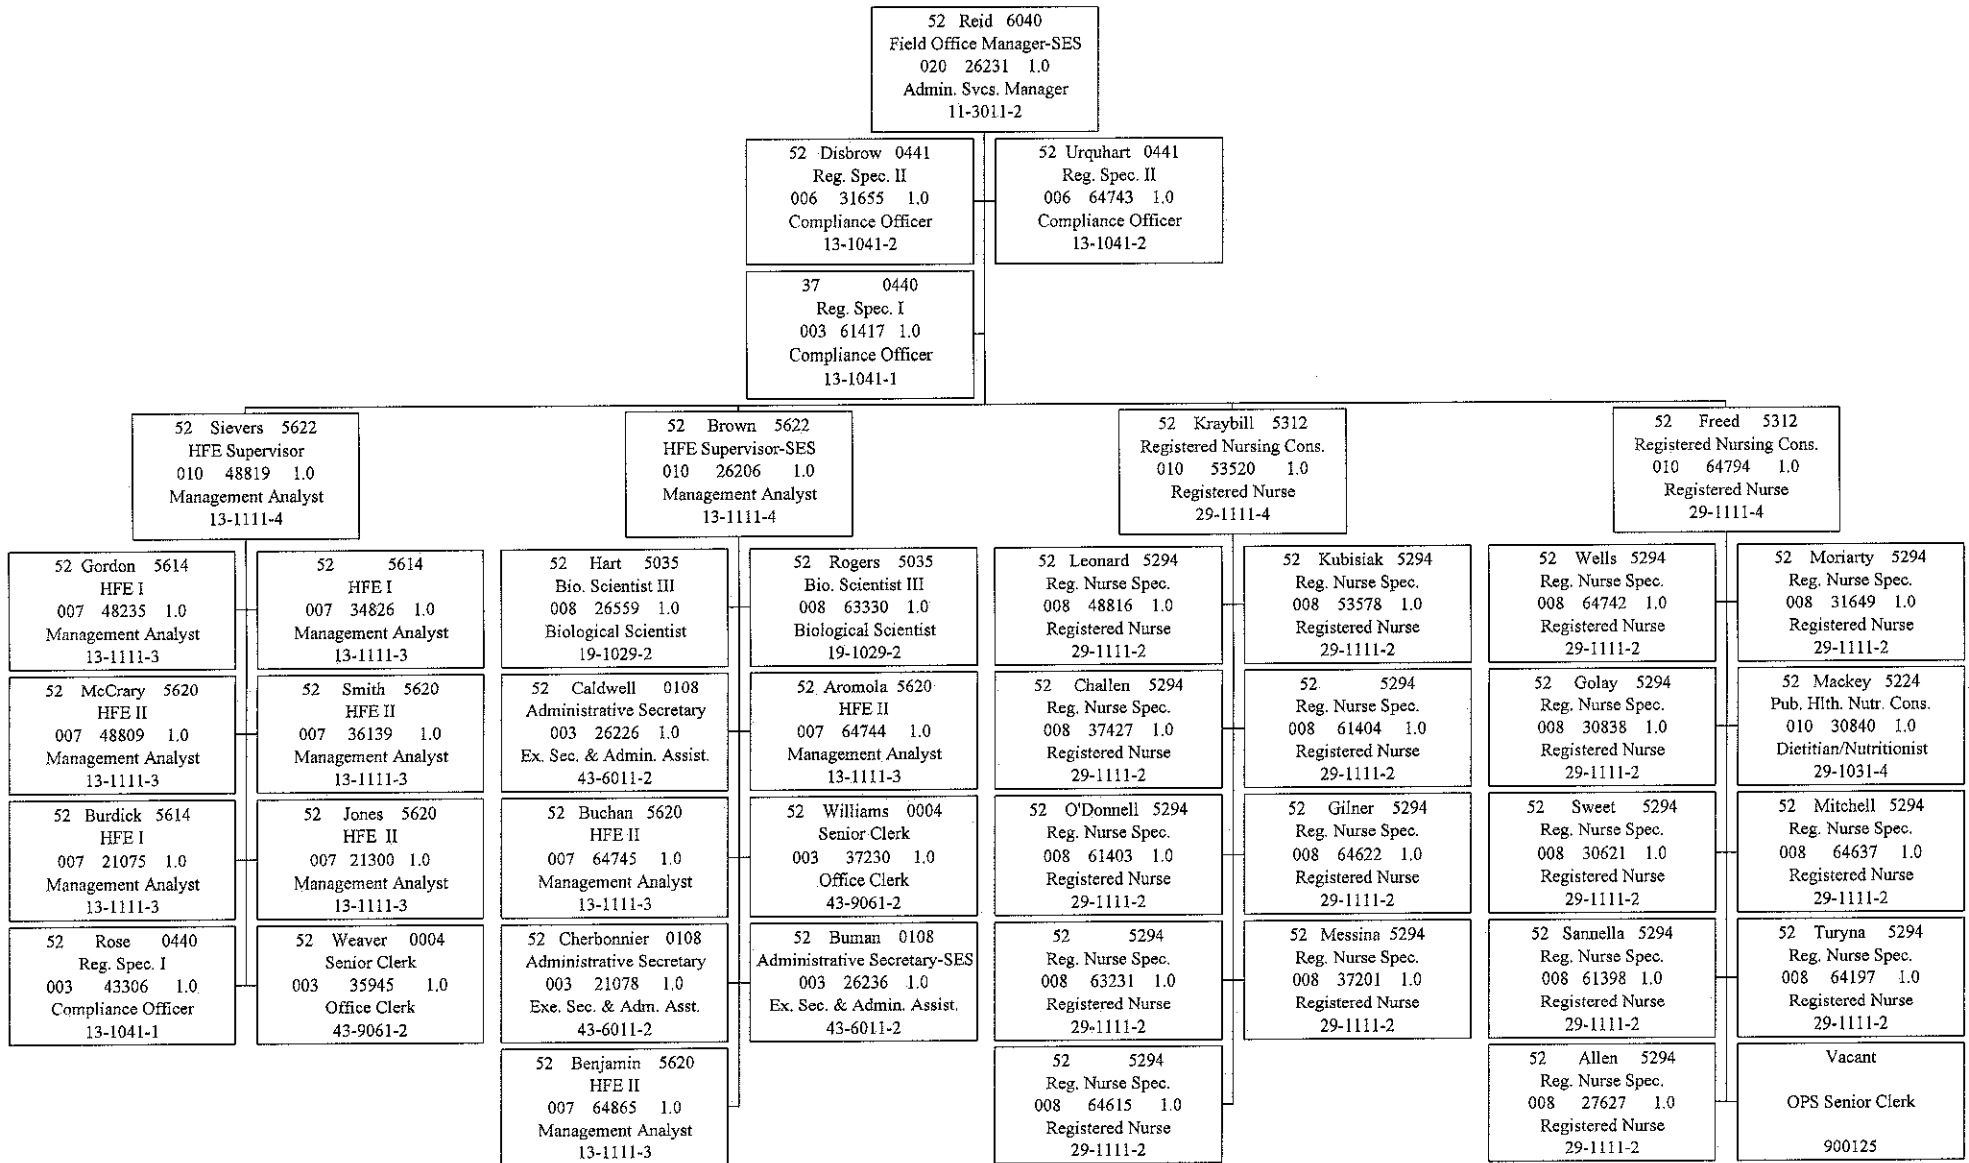 52 Reid 6040
Field Office Manager-SES
020 26231 1.0
Admin. Svcs. Manager
11-3011-2
52 Disbrow 0441
Reg. Spec. II
006 31655 1.0
Compliance Officer
13-1041-2
52 Urquhart 0441
Reg. Spec. II
006 64743 1.0
Compliance Officer
13-1041-2
37 0440
Reg. Spec. I
003 61417 1.0
Compliance Officer
13-1041-1
52 Sievers 5622
HFE Supervisor
010 48819 1.0
Management Analyst
13-1111-4
52 Brown 5622
HFE Supervisor-SES
010 26206 1.0
Management Analyst
13-1111-4
52 Kraybill 5312
Registered Nursing Cons.
010 53520 1.0
Registered Nurse
29-1111-4
52 Freed 5312
Registered Nursing Cons.
010 64794 1.0
Registered Nurse
29-1111-4
52 Gordon 5614
HFE I
007 48235 1.0
Management Analyst
13-1111-3
52 5614
HFE I
007 34826 1.0
Management Analyst
13-1111-3
52 McCrary 5620
HFE II
007 48809 1.0
Management Analyst
13-1111-3
52 Smith 5620
HFE II
007 36139 1.0
Management Analyst
13-1111-3
52 Burdick 5614
HFE I
007 21075 1.0
Management Analyst
13-1111-3
52 Jones 5620
HFE II
007 21300 1.0
Management Analyst
13-1111-3
52 Rose 0440
Reg. Spec. I
003 43306 1.0
Compliance Officer
13-1041-1
52 Weaver 0004
Senior Clerk
003 35945 1.0
Office Clerk
43-9061-2
52 Hart 5035
Bio. Scientist III
008 26559 1.0
Biological Scientist
19-1029-2
52 Rogers 5035
Bio. Scientist III
008 63330 1.0
Biological Scientist
19-1029-2
52 Caldwell 0108
Administrative Secretary
003 26226 1.0
Ex. Sec. & Admin. Assist.
43-6011-2
52 Aromola 5620
HFE II
007 64744 1.0
Management Analyst
13-1111-3
52 Buchan 5620
HFE II
007 64745 1.0
Management Analyst
13-1111-3
52 Williams 0004
Senior Clerk
003 37230 1.0
Office Clerk
43-9061-2
52 Cherbonnier 0108
Administrative Secretary
003 21078 1.0
Exe. Sec. & Adm. Asst.
43-6011-2
52 Buman 0108
Administrative Secretary-SES
003 26236 1.0
Ex. Sec. & Admin. Assist.
43-6011-2
52 Benjamin 5620
HFE II
007 64865 1.0
Management Analyst
13-1111-3
52 Leonard 5294
Reg. Nurse Spec.
008 48816 1.0
Registered Nurse
29-1111-2
52 Kubisiak 5294
Reg. Nurse Spec.
008 53578 1.0
Registered Nurse
29-1111-2
52 Challen 5294
Reg. Nurse Spec.
008 37427 1.0
Registered Nurse
29-1111-2
52 5294
Reg. Nurse Spec.
008 61404 1.0
Registered Nurse
29-1111-2
52 O'Donnell 5294
Reg. Nurse Spec.
008 61403 1.0
Registered Nurse
29-1111-2
52 Gilner 5294
Reg. Nurse Spec.
008 64622 1.0
Registered Nurse
29-1111-2
52 5294
Reg. Nurse Spec.
008 63231 1.0
Registered Nurse
29-1111-2
52 Messina 5294
Reg. Nurse Spec.
008 37201 1.0
Registered Nurse
29-1111-2
52 5294
Reg. Nurse Spec.
008 64615 1.0
Registered Nurse
29-1111-2
52 Wells 5294
Reg. Nurse Spec.
008 64742 1.0
Registered Nurse
29-1111-2
52 Moriarty 5294
Reg. Nurse Spec.
008 31649 1.0
Registered Nurse
29-1111-2
52 Golay 5294
Reg. Nurse Spec.
008 30838 1.0
Registered Nurse
29-1111-2
52 Mackey 5224
Pub. Hlth. Nutr. Cons.
010 30840 1.0
Dietitian/Nutritionist
29-1031-4
52 Sweet 5294
Reg. Nurse Spec.
008 30621 1.0
Registered Nurse
29-1111-2
52 Mitchell 5294
Reg. Nurse Spec.
008 64637 1.0
Registered Nurse
29-1111-2
52 Sannella 5294
Reg. Nurse Spec.
008 61398 1.0
Registered Nurse
29-1111-2
52 Turyna 5294
Reg. Nurse Spec.
008 64197 1.0
Registered Nurse
29-1111-2
52 Allen 5294
Reg. Nurse Spec.
008 27627 1.0
Registered Nurse
29-1111-2
Vacant
OPS Senior Clerk
900125